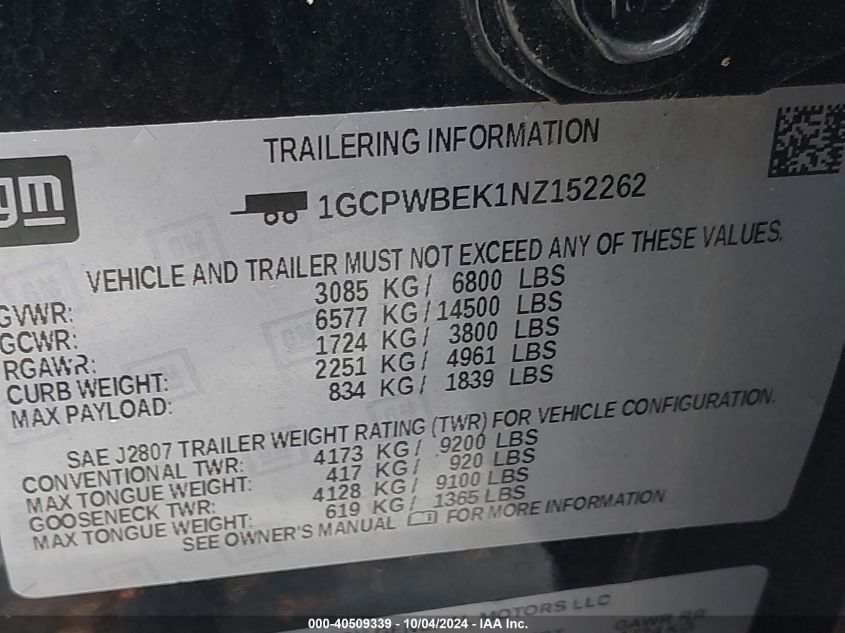 TRAILERING INFORMATION
gm
1GCPWBEK1NZ152262
VEHICLE AND TRAILER MUST NOT EXCEED ANY OF THESE VALUES.
GVWR: 3085 KG/ 6800 LBS
GCWR: 6577 KG/14500 LBS
RGAWR: 1724 KG/ 3800 LBS
CURB WEIGHT: 2251 KG/ 4961 LBS
MAX PAYLOAD: 834 KG/ 1839 LBS
SAE J2807 TRAILER WEIGHT RATING (TWR) FOR VEHICLE CONFIGURATION.
CONVENTIONAL TWR: 4173 KG/ 9200 LBS
MAX TONGUE WEIGHT: 417 KG/ 920 LBS
GOOSENECK TWR: 4128 KG/ 9100 LBS
MAX TONGUE WEIGHT: 619 KG/ 1365 LBS
SEE OWNER'S MANUAL FOR MORE INFORMATION
MOTORS LLC
GAWR RR
000-40509339 - 10/04/2024 - IAA Inc.